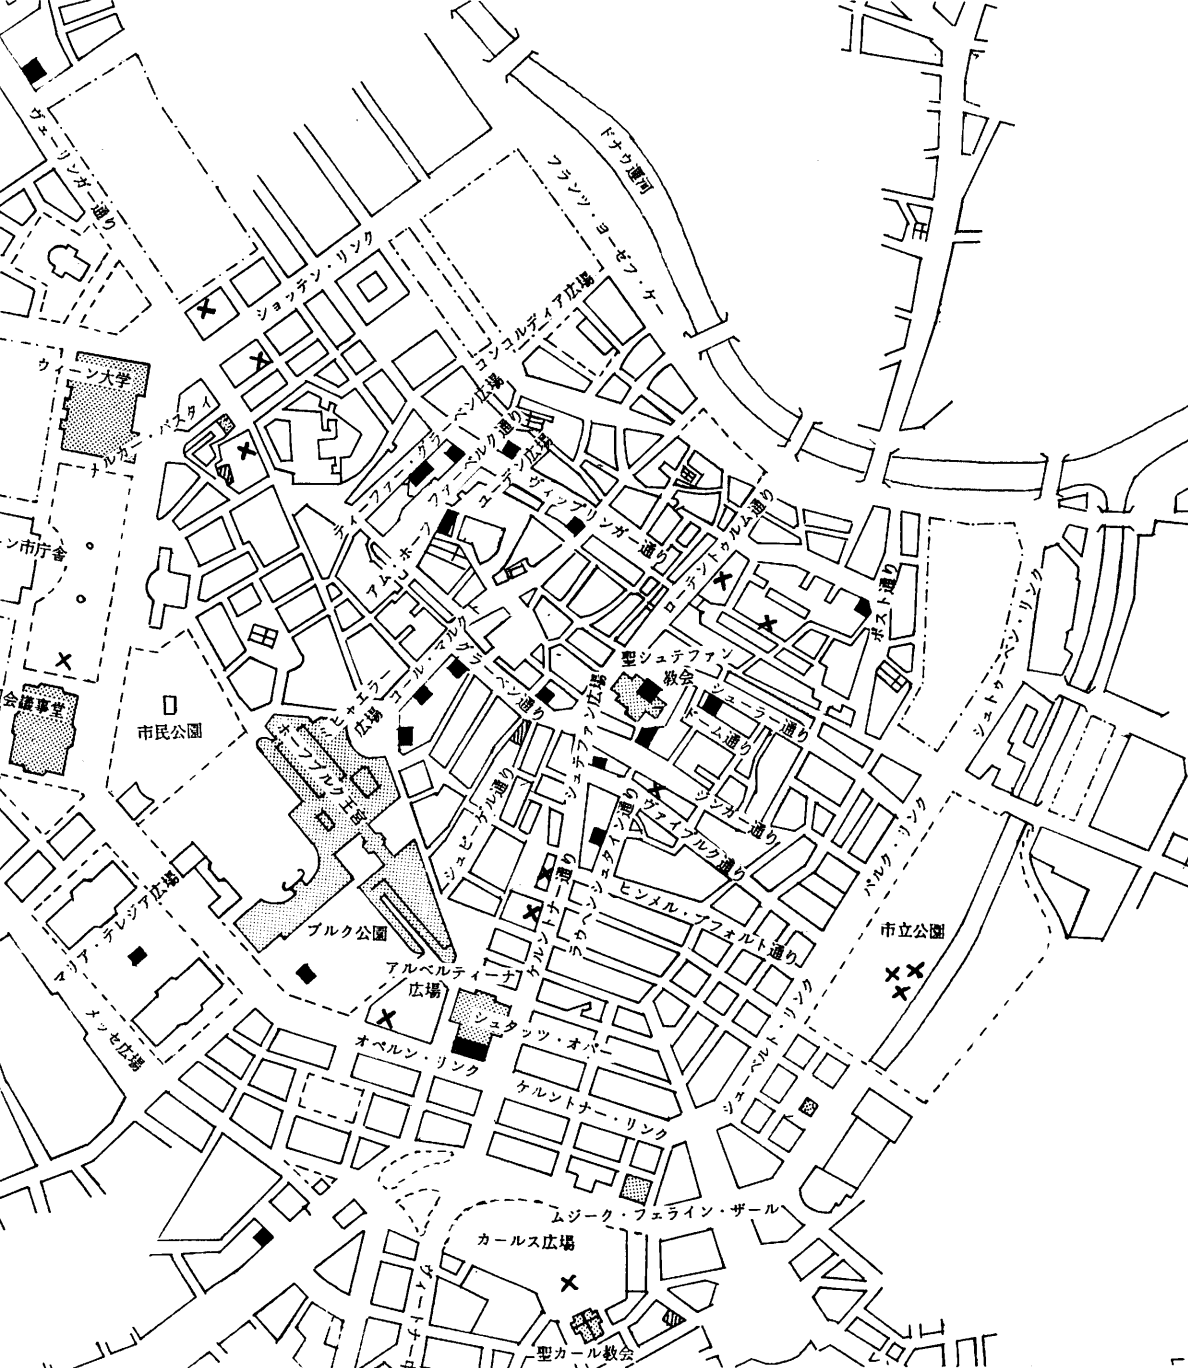 ドナウ運河
フランツ・ヨーゼフ・ケー
ヴェーリンガー通り
ショッテン・リンク
コンコルディア広場
ウィーン大学
ルカー・バスタイ
ティーファー・グラーベン広場
ファーベルク通り
ユーデン広場
ヴィップリンガー通り
アム・ホーフ
ローテントゥルム通り
ポスト通り
シュトゥーベン・リンク
ーン市庁舎
会議事堂
市民公園
ミヒャエラー
広場
コール・マルクト
グラーベン通り
聖シュテファン
教会
シュテファン広場
シューラー通り
ドーム通り
ホーフブルク王宮
シュピーゲル通り
ジンガー通り
ヴァイブルク通り
ケルントナー通り
ラカヘンシュタイン通り
ヒンメル・プフォルト通り
パルク・リンク
市立公園
マリア・テレジア広場
ブルク公園
アルベルティーナ
広場
メッセ広場
シュタッツ・オパー
オペルン・リンク
ケルントナー・リンク
シューベルト・リンク
ムジーク・フェライン・ザール
カールス広場
ヴィートナー
聖カール教会